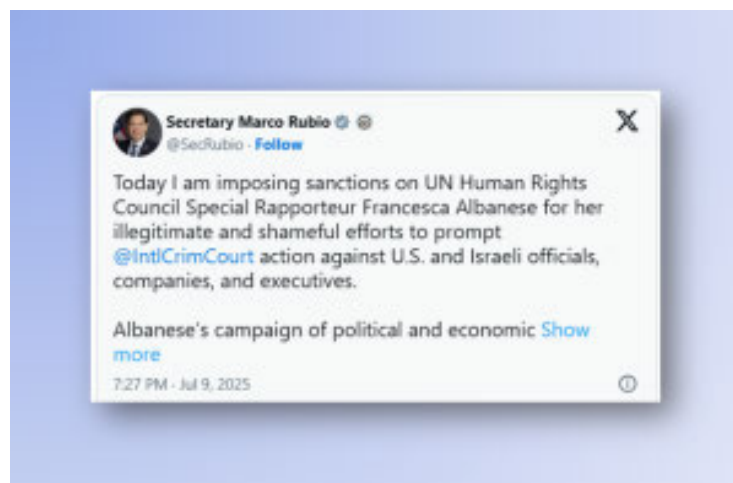 Secretary Marco Rubio
@SecRubio · Follow
Today I am imposing sanctions on UN Human Rights
Council Special Rapporteur Francesca Albanese for her
illegitimate and shameful efforts to prompt
@IntlCrimCourt action against U.S. and Israeli officials,
companies, and executives.
Albanese's campaign of political and economic Show
more
7:27 PM · Jul 9, 2025